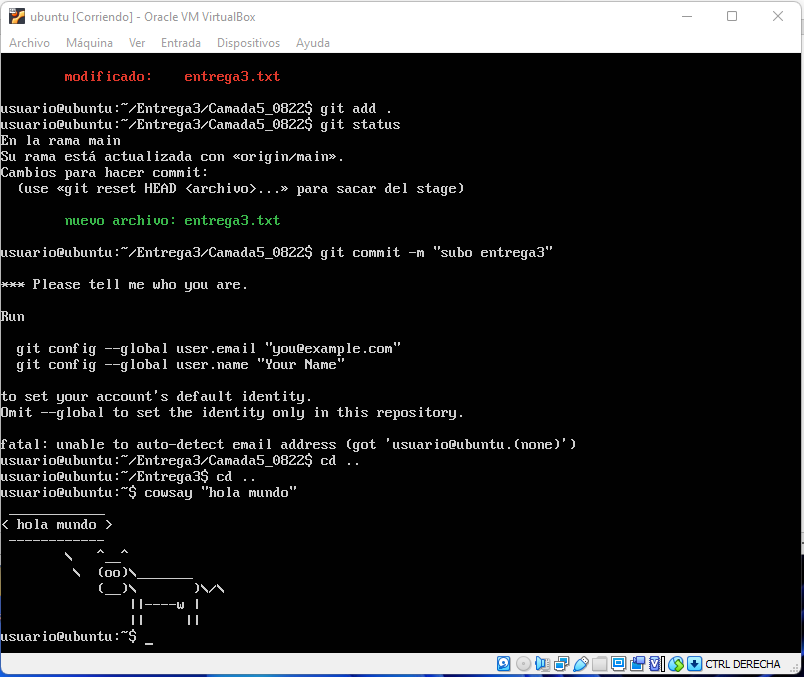 ubuntu [Corriendo] - Oracle VM VirtualBox
Archivo Máquina Ver Entrada Dispositivos Ayuda
modificado: entrega3.txt
usuario@ubuntu:~/Entrega3/Camada5_0822$ git add .
usuario@ubuntu:~/Entrega3/Camada5_0822$ git status
En la rama main
Su rama está actualizada con «origin/main».
Cambios para hacer commit:
(use «git reset HEAD <archivo>...» para sacar del stage)
nuevo archivo: entrega3.txt
usuario@ubuntu:~/Entrega3/Camada5_0822$ git commit -m "subo entrega3"
*** Please tell me who you are.
Run
git config --global user.email "you@example.com"
git config --global user.name "Your Name"
to set your account's default identity.
Omit --global to set the identity only in this repository.
fatal: unable to auto-detect email address (got 'usuario@ubuntu.(none)')
usuario@ubuntu:~/Entrega3/Camada5_0822$ cd ..
usuario@ubuntu:~/Entrega3$ cd ..
usuario@ubuntu:~$ cowsay "hola mundo"
 ____________
< hola mundo >
 ------------
        \   ^__^
         \  (oo)\_______
            (__)\       )\/\
                ||----w |
                ||     ||
usuario@ubuntu:~$ _
CTRL DERECHA